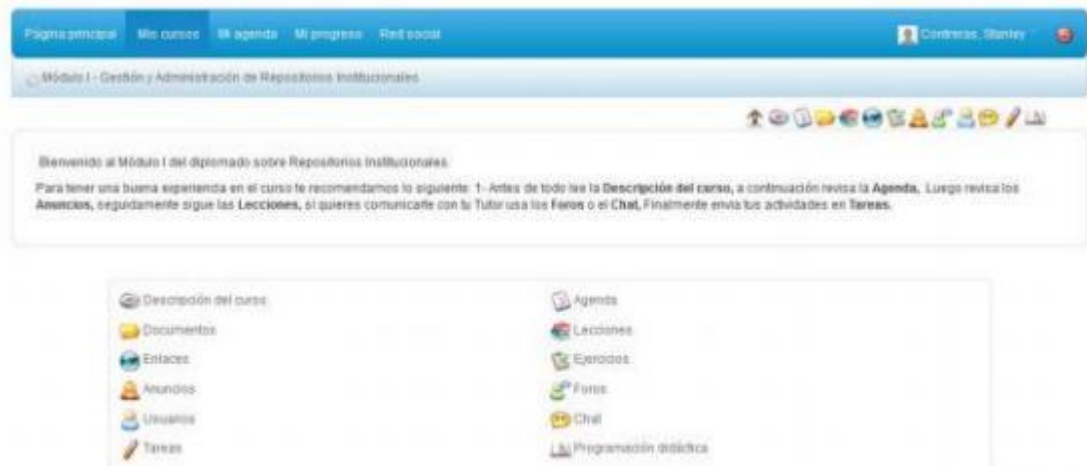 Página principal Mis cursos Mi agenda Mi progreso Red social Contreras, Stanley
Módulo I - Gestión y Administración de Repositorios Institucionales
Bienvenido al Módulo I del diplomado sobre Repositorios Institucionales
Para tener una buena experiencia en el curso te recomendamos lo siguiente: 1- Antes de todo lee la Descripción del curso, a continuación revisa la Agenda, Luego revisa los
Anuncios, seguidamente sigue las Lecciones, si quieres comunicarte con tu Tutor usa los Foros o el Chat, Finalmente envia tus actividades en Tareas.
Descripción del curso Agenda
Documentos Lecciones
Enlaces Ejercicios
Anuncios Foros
Usuarios Chat
Tareas Programación didáctica